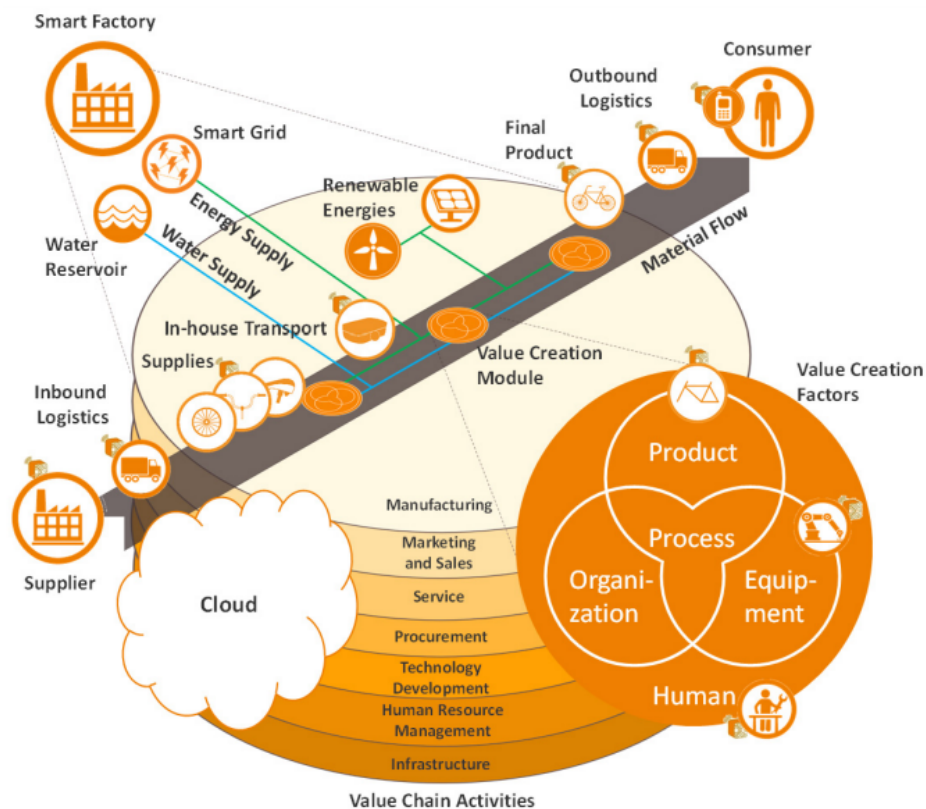 Smart Factory
Consumer
Outbound
Logistics
Smart Grid
Final
Product
Renewable
Energies
Energy Supply
Water
Reservoir
Water Supply
Material Flow
In-house Transport
Supplies
Value Creation
Module
Inbound
Logistics
Value Creation
Factors
Product
Manufacturing
Marketing
and Sales
Process
Supplier
Cloud
Service
Organi-
zation
Equip-
ment
Procurement
Technology
Development
Human
Human Resource
Management
Infrastructure
Value Chain Activities